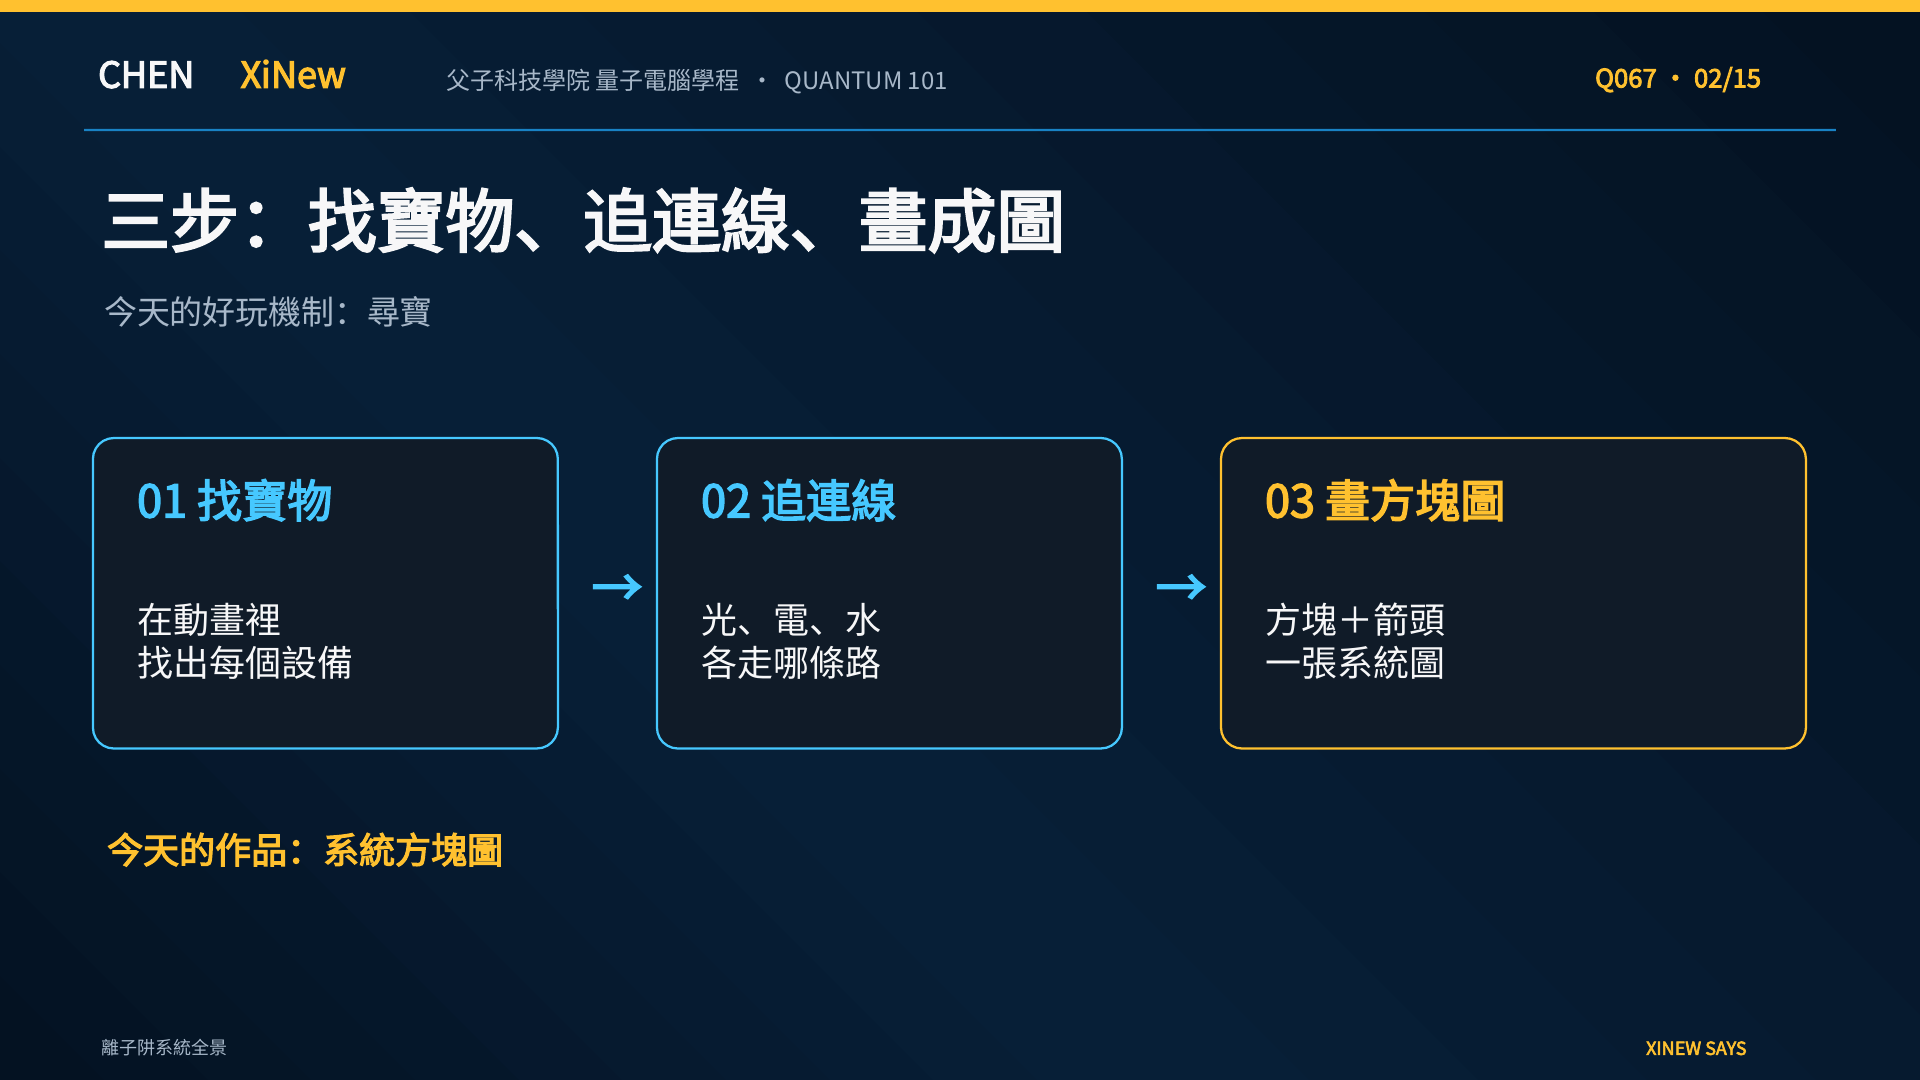 CHEN XiNew 父子科技學院 量子電腦學程 · QUANTUM 101 Q067 · 02/15
三步：找寶物、追連線、畫成圖
今天的好玩機制：尋寶
01 找寶物
在動畫裡
找出每個設備
→
02 追連線
光、電、水
各走哪條路
→
03 畫方塊圖
方塊＋箭頭
一張系統圖
今天的作品：系統方塊圖
離子阱系統全景 XINEW SAYS